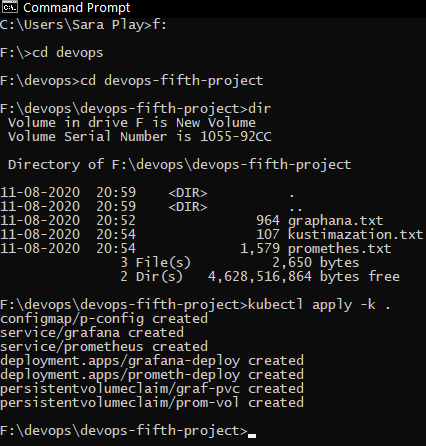 Command Prompt
C:\Users\Sara Play>f:
F:\>cd devops
F:\devops>cd devops-fifth-project
F:\devops\devops-fifth-project>dir
 Volume in drive F is New Volume
 Volume Serial Number is 1055-92CC
 Directory of F:\devops\devops-fifth-project
11-08-2020  20:59    <DIR>          .
11-08-2020  20:59    <DIR>          ..
11-08-2020  20:52               964 graphana.txt
11-08-2020  20:54               107 kustimazation.txt
11-08-2020  20:54             1,579 promethes.txt
               3 File(s)          2,650 bytes
               2 Dir(s)   4,628,516,864 bytes free
F:\devops\devops-fifth-project>kubectl apply -k .
configmap/p-config created
service/grafana created
service/prometheus created
deployment.apps/grafana-deploy created
deployment.apps/prometh-deploy created
persistentvolumeclaim/graf-pvc created
persistentvolumeclaim/prom-vol created
F:\devops\devops-fifth-project>